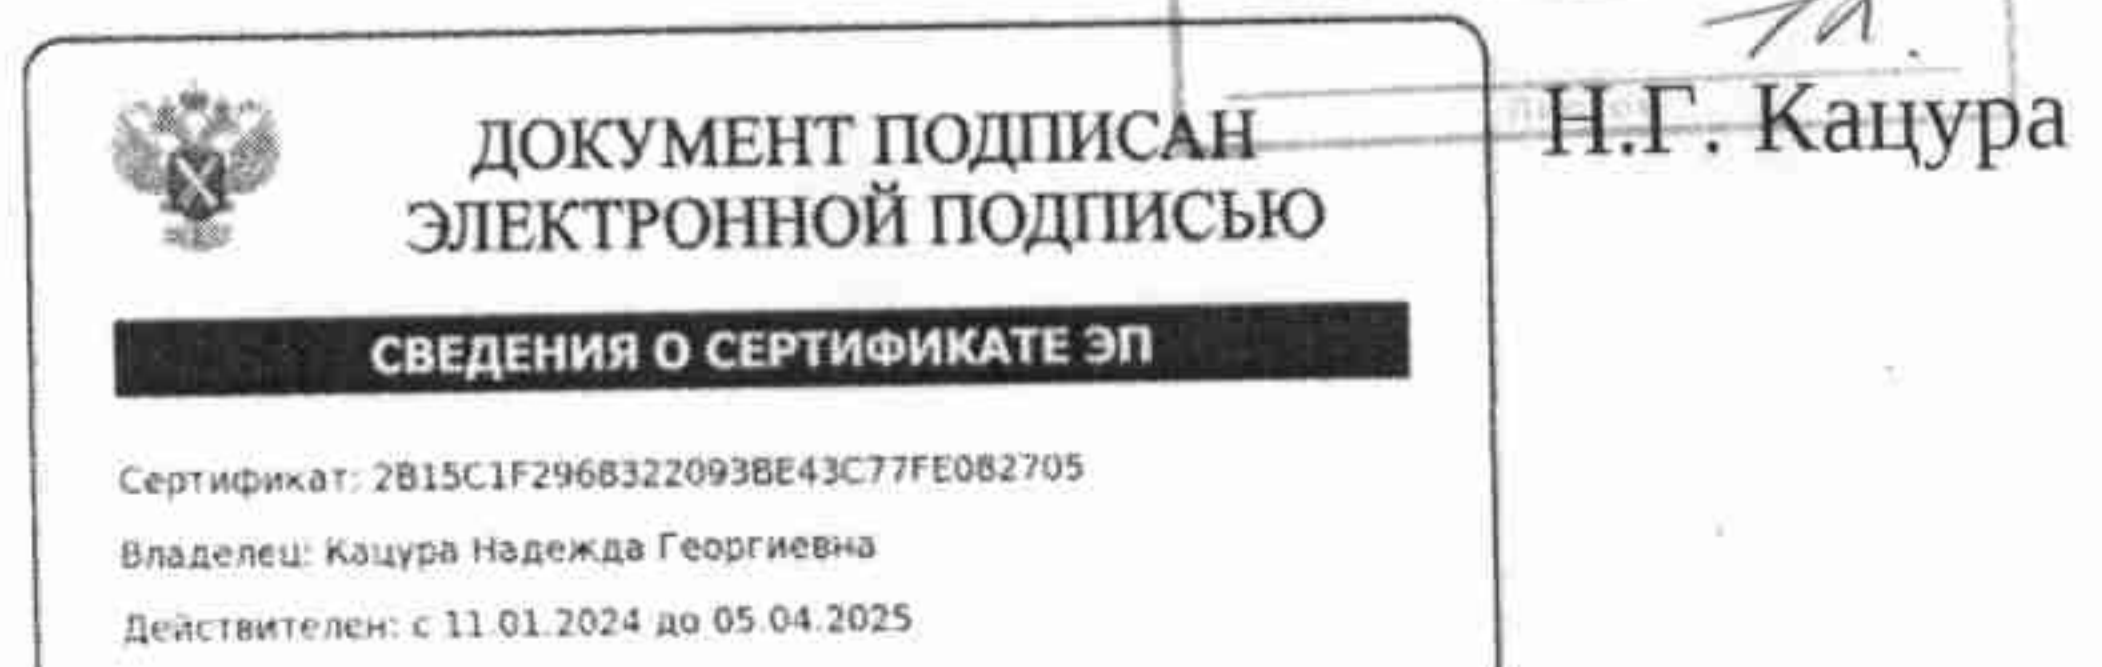 ДОКУМЕНТ ПОДПИСАН
ЭЛЕКТРОННОЙ ПОДПИСЬЮ
Н.Г. Кацура
СВЕДЕНИЯ О СЕРТИФИКАТЕ ЭП
Сертификат: 2B15C1F2968322093BE43C77FE082705
Владелец: Кацура Надежда Георгиевна
Действителен: с 11.01.2024 до 05.04.2025